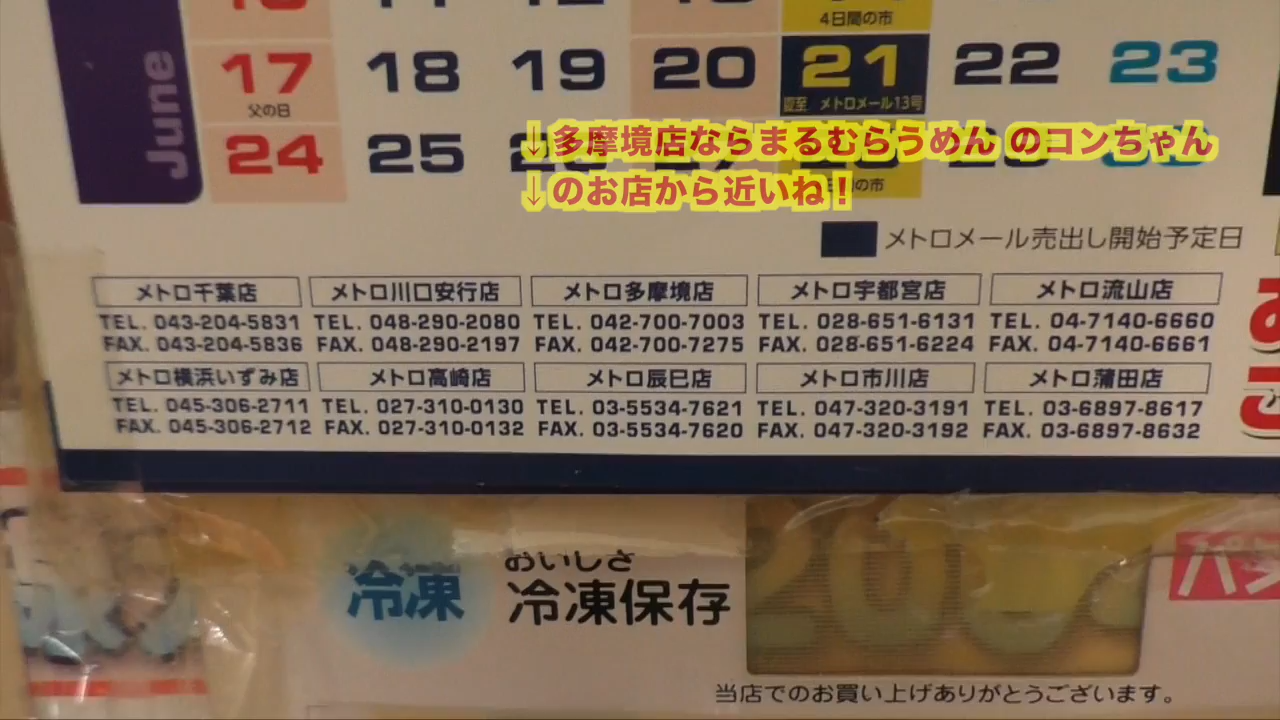 4日間の市
June
17 18 19 20 21 22 23
父の日
夏至 メトロメール13号
24 25
↓多摩境店ならまるむらうめん のコンちゃん
↓のお店から近いね！
メトロメール売出し開始予定日
メトロ千葉店 メトロ川口安行店 メトロ多摩境店 メトロ宇都宮店 メトロ流山店
TEL. 043-204-5831 TEL. 048-290-2080 TEL. 042-700-7003 TEL. 028-651-6131 TEL. 04-7140-6660
FAX. 043-204-5836 FAX. 048-290-2197 FAX. 042-700-7275 FAX. 028-651-6224 FAX. 04-7140-6661
メトロ横浜いずみ店 メトロ高崎店 メトロ辰巳店 メトロ市川店 メトロ蒲田店
TEL. 045-306-2711 TEL. 027-310-0130 TEL. 03-5534-7621 TEL. 047-320-3191 TEL. 03-6897-8617
FAX. 045-306-2712 FAX. 027-310-0132 FAX. 03-5534-7620 FAX. 047-320-3192 FAX. 03-6897-8632
おいしさ
冷凍 冷凍保存
当店でのお買い上げありがとうございます。